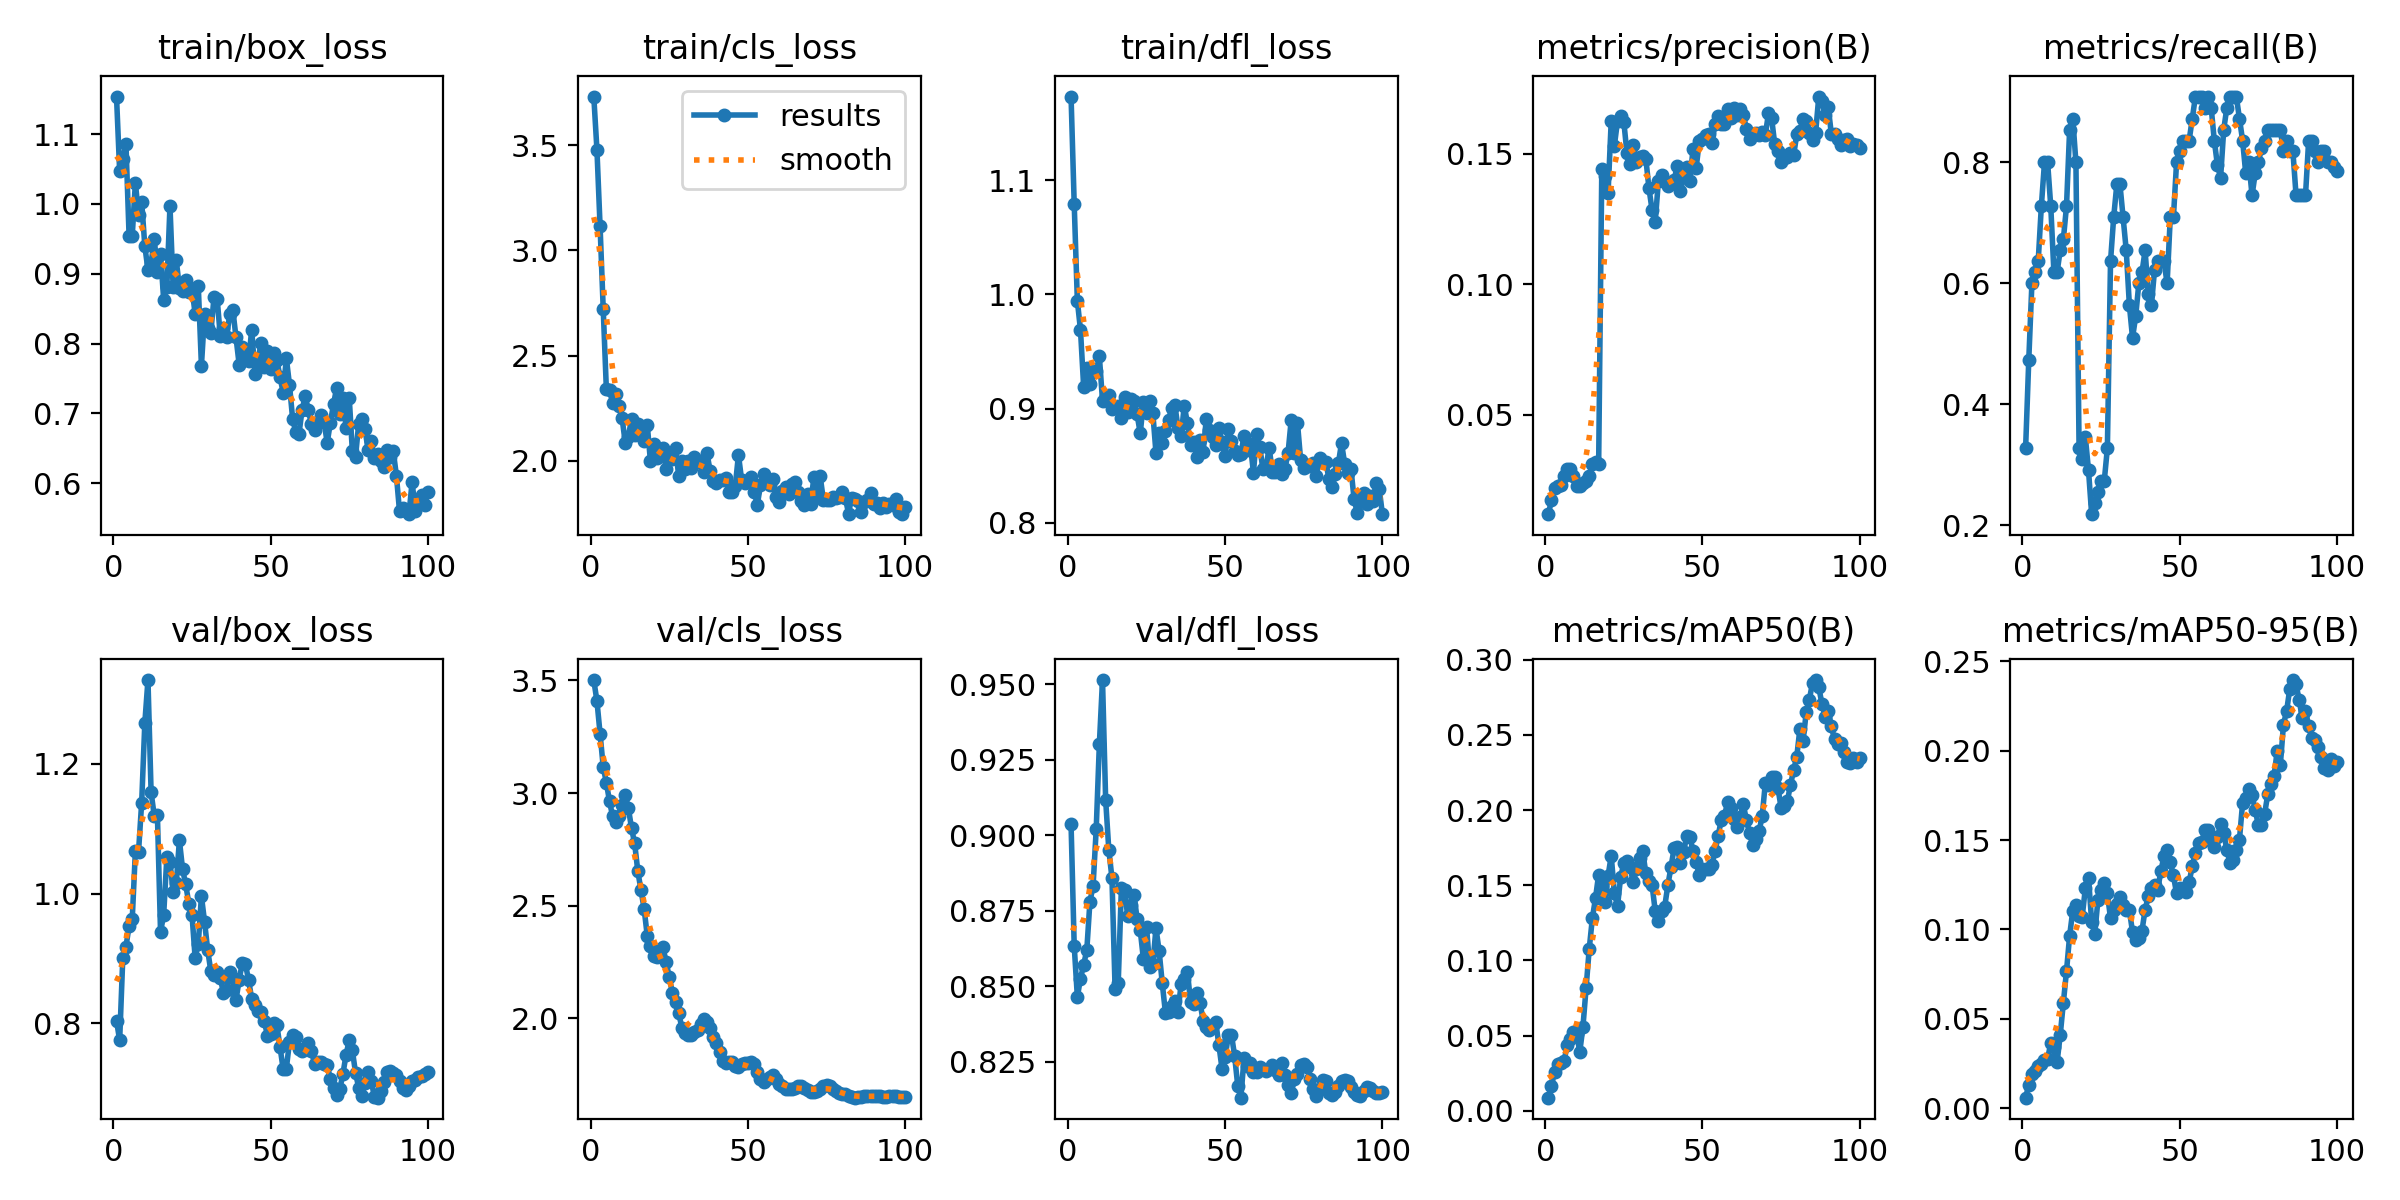 train/box_loss
1.1
1.0
0.9
0.8
0.7
0.6
0 50 100
train/cls_loss
results
smooth
3.5
3.0
2.5
2.0
0 50 100
train/dfl_loss
1.1
1.0
0.9
0.8
0 50 100
metrics/precision(B)
0.15
0.10
0.05
0 50 100
metrics/recall(B)
0.8
0.6
0.4
0.2
0 50 100
val/box_loss
1.2
1.0
0.8
0 50 100
val/cls_loss
3.5
3.0
2.5
2.0
0 50 100
val/dfl_loss
0.950
0.925
0.900
0.875
0.850
0.825
0 50 100
metrics/mAP50(B)
0.30
0.25
0.20
0.15
0.10
0.05
0.00
0 50 100
metrics/mAP50-95(B)
0.25
0.20
0.15
0.10
0.05
0.00
0 50 100